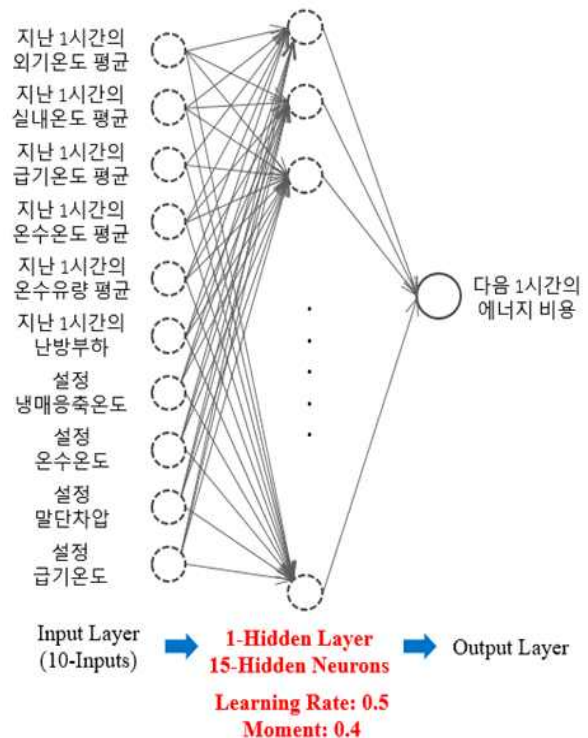 지난 1시간의
외기온도 평균
지난 1시간의
실내온도 평균
지난 1시간의
급기온도 평균
지난 1시간의
온수온도 평균
지난 1시간의
온수유량 평균
지난 1시간의
난방부하
설정
냉매응축온도
설정
온수온도
설정
말단차압
설정
급기온도
다음 1시간의
에너지 비용
Input Layer
(10-Inputs)
1-Hidden Layer
15-Hidden Neurons
Learning Rate: 0.5
Moment: 0.4
Output Layer